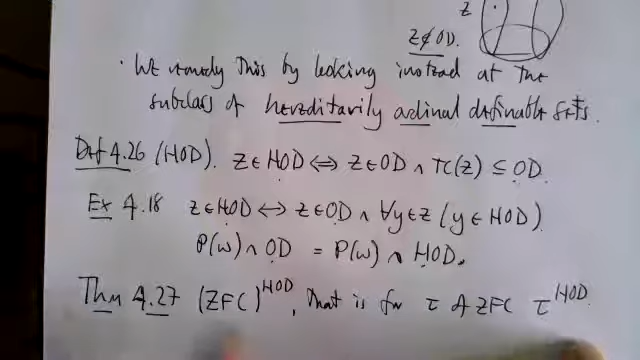 z
z∉OD.
· We remedy this by looking instead at the
subclass of hereditarily ordinal definable sets.
Def 4.26 (HOD). z∈HOD ⟺ z∈OD ∧ TC(z) ⊆ OD.
Ex 4.18 z∈HOD ↔ z∈OD ∧ ∀y∈z (y∈HOD).
P(ω)∩OD = P(ω)∩HOD.
Thm 4.27 (ZFC)^HOD, that is for τ of ZFC τ^HOD.